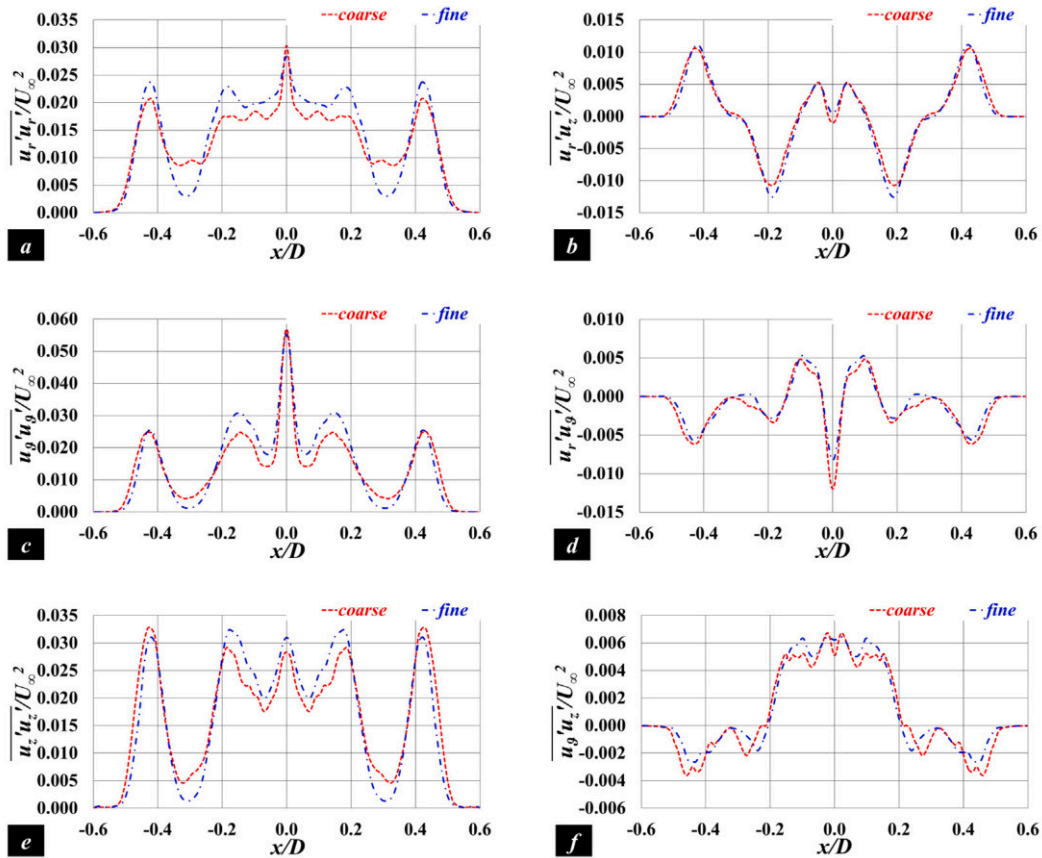 coarse fine
0.035
0.030
0.025
0.020
0.015
0.010
0.005
0.000
u_r'u_r'/U_∞^2
-0.6 -0.4 -0.2 0.0 0.2 0.4 0.6
x/D
a
coarse fine
0.015
0.010
0.005
0.000
-0.005
-0.010
-0.015
u_r'u_z'/U_∞^2
-0.6 -0.4 -0.2 0.0 0.2 0.4 0.6
x/D
b
coarse fine
0.060
0.050
0.040
0.030
0.020
0.010
0.000
u_ϑ'u_ϑ'/U_∞^2
-0.6 -0.4 -0.2 0.0 0.2 0.4 0.6
x/D
c
coarse fine
0.010
0.005
0.000
-0.005
-0.010
-0.015
u_r'u_ϑ'/U_∞^2
-0.6 -0.4 -0.2 0.0 0.2 0.4 0.6
x/D
d
coarse fine
0.035
0.030
0.025
0.020
0.015
0.010
0.005
0.000
u_z'u_z'/U_∞^2
-0.6 -0.4 -0.2 0.0 0.2 0.4 0.6
x/D
e
coarse fine
0.008
0.006
0.004
0.002
0.000
-0.002
-0.004
-0.006
u_ϑ'u_z'/U_∞^2
-0.6 -0.4 -0.2 0.0 0.2 0.4 0.6
x/D
f